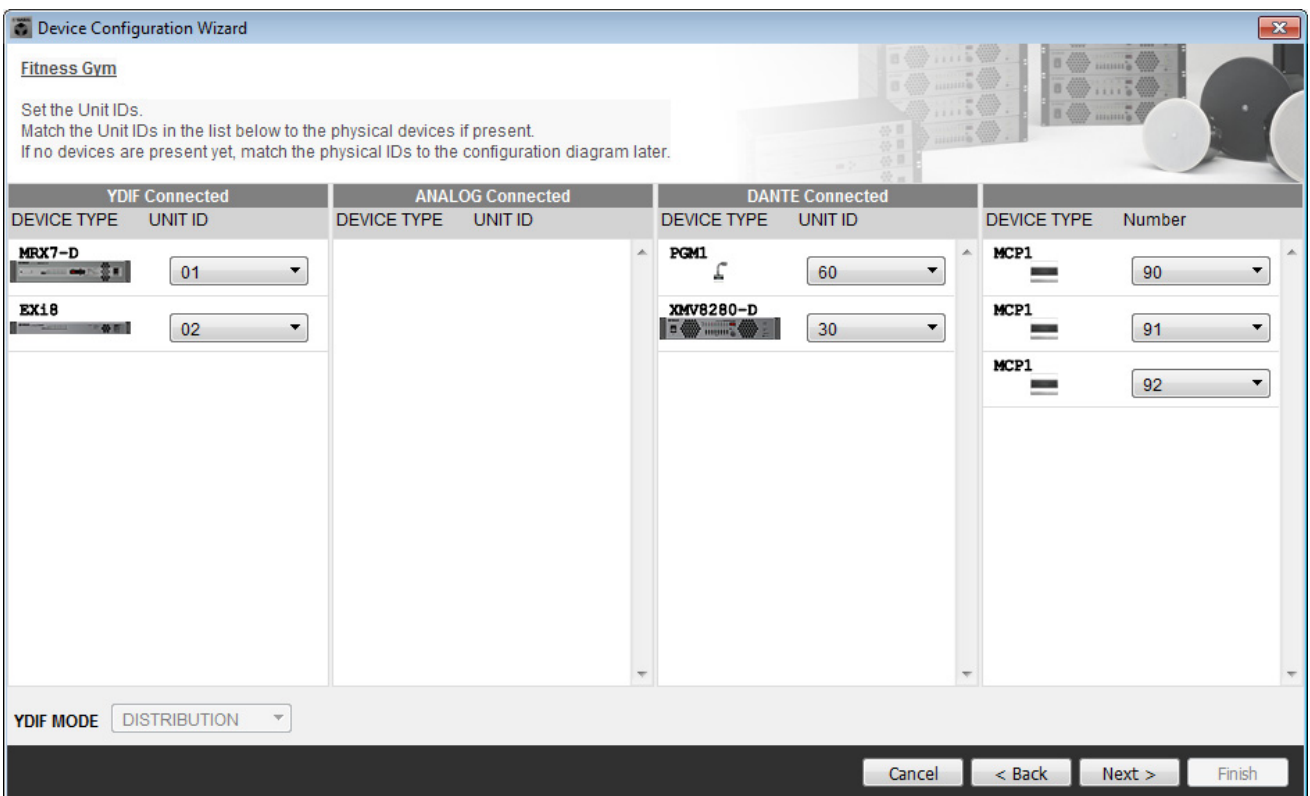 Device Configuration Wizard
Fitness Gym
Set the Unit IDs.
Match the Unit IDs in the list below to the physical devices if present.
If no devices are present yet, match the physical IDs to the configuration diagram later.
YDIF Connected
DEVICE TYPE UNIT ID
MRX7-D
01
EXi8
02
ANALOG Connected
DEVICE TYPE UNIT ID
DANTE Connected
DEVICE TYPE UNIT ID
PGM1
60
XMV8280-D
30
DEVICE TYPE Number
MCP1
90
MCP1
91
MCP1
92
YDIF MODE DISTRIBUTION
Cancel < Back Next > Finish